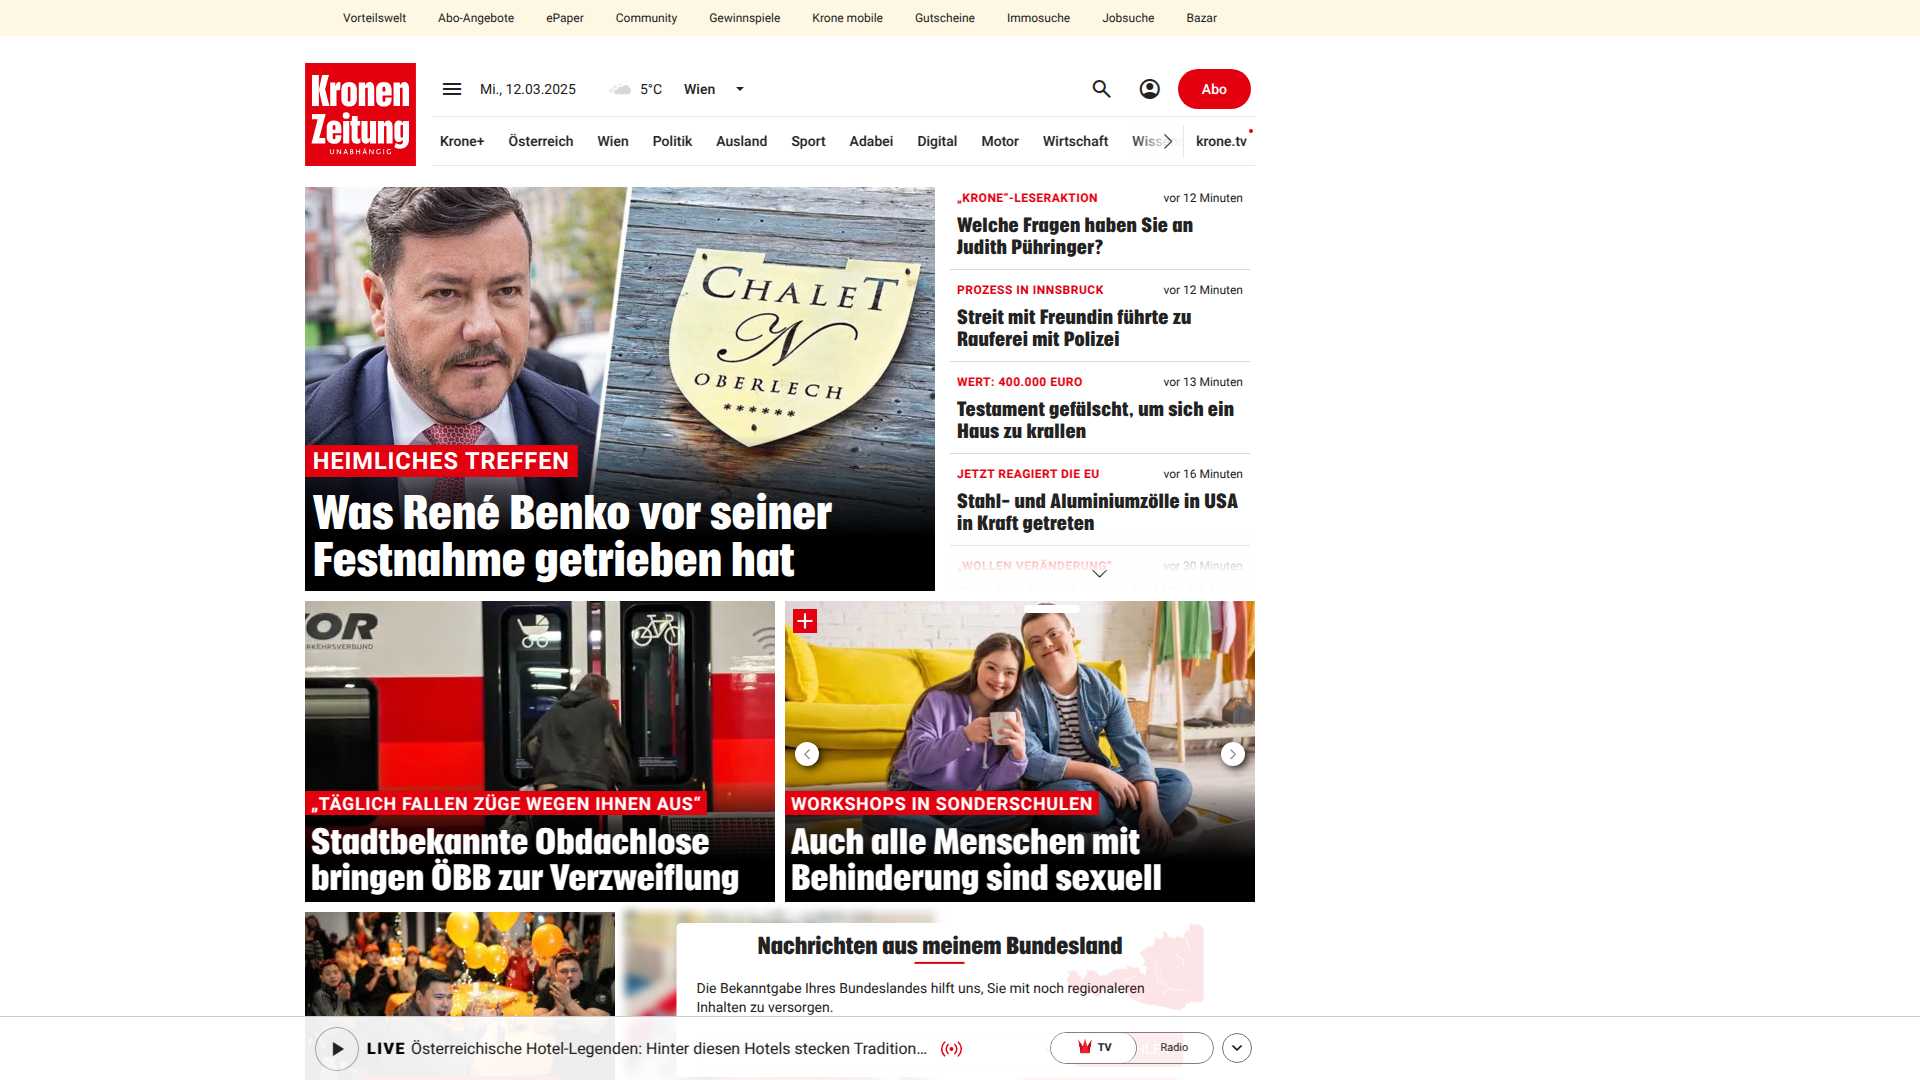 Vorteilswelt Abo-Angebote ePaper Community Gewinnspiele Krone mobile Gutscheine Immosuche Jobsuche Bazar
Kronen
Zeitung
UNABHÄNGIG
Mi., 12.03.2025 5°C Wien
Abo
Krone+ Österreich Wien Politik Ausland Sport Adabei Digital Motor Wirtschaft krone.tv
CHALET
N
OBERLECH
******
HEIMLICHES TREFFEN
Was René Benko vor seiner
Festnahme getrieben hat
„KRONE“-LESERAKTION vor 12 Minuten
Welche Fragen haben Sie an
Judith Pühringer?
PROZESS IN INNSBRUCK vor 12 Minuten
Streit mit Freundin führte zu
Rauferei mit Polizei
WERT: 400.000 EURO vor 13 Minuten
Testament gefälscht, um sich ein
Haus zu krallen
JETZT REAGIERT DIE EU vor 16 Minuten
Stahl- und Aluminiumzölle in USA
in Kraft getreten
„WOLLEN VERÄNDERUNG“ vor 30 Minuten
VOR
RKEHRSVERBUND
„TÄGLICH FALLEN ZÜGE WEGEN IHNEN AUS“
Stadtbekannte Obdachlose
bringen ÖBB zur Verzweiflung
WORKSHOPS IN SONDERSCHULEN
Auch alle Menschen mit
Behinderung sind sexuell
Nachrichten aus meinem Bundesland
Die Bekanntgabe Ihres Bundeslandes hilft uns, Sie mit noch regionaleren
Inhalten zu versorgen.
LIVE Österreichische Hotel-Legenden: Hinter diesen Hotels stecken Tradition...
TV Radio